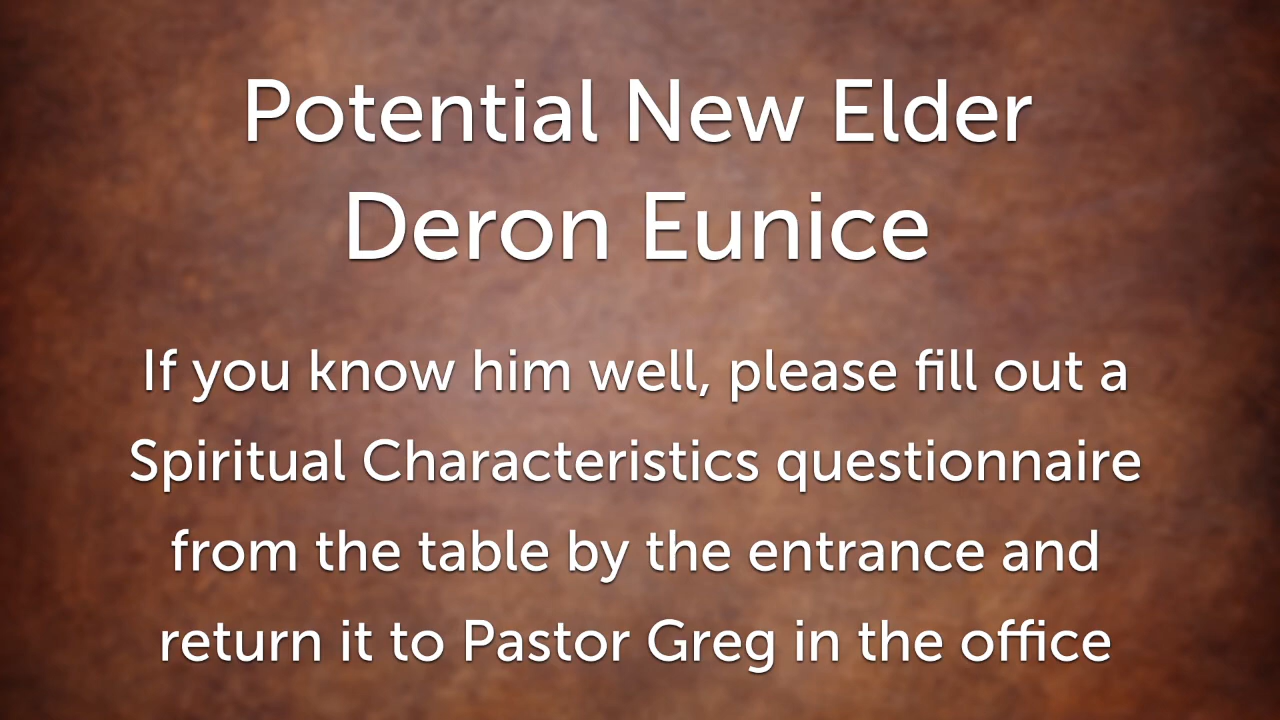 Potential New Elder
Deron Eunice
If you know him well, please fill out a
Spiritual Characteristics questionnaire
from the table by the entrance and
return it to Pastor Greg in the office